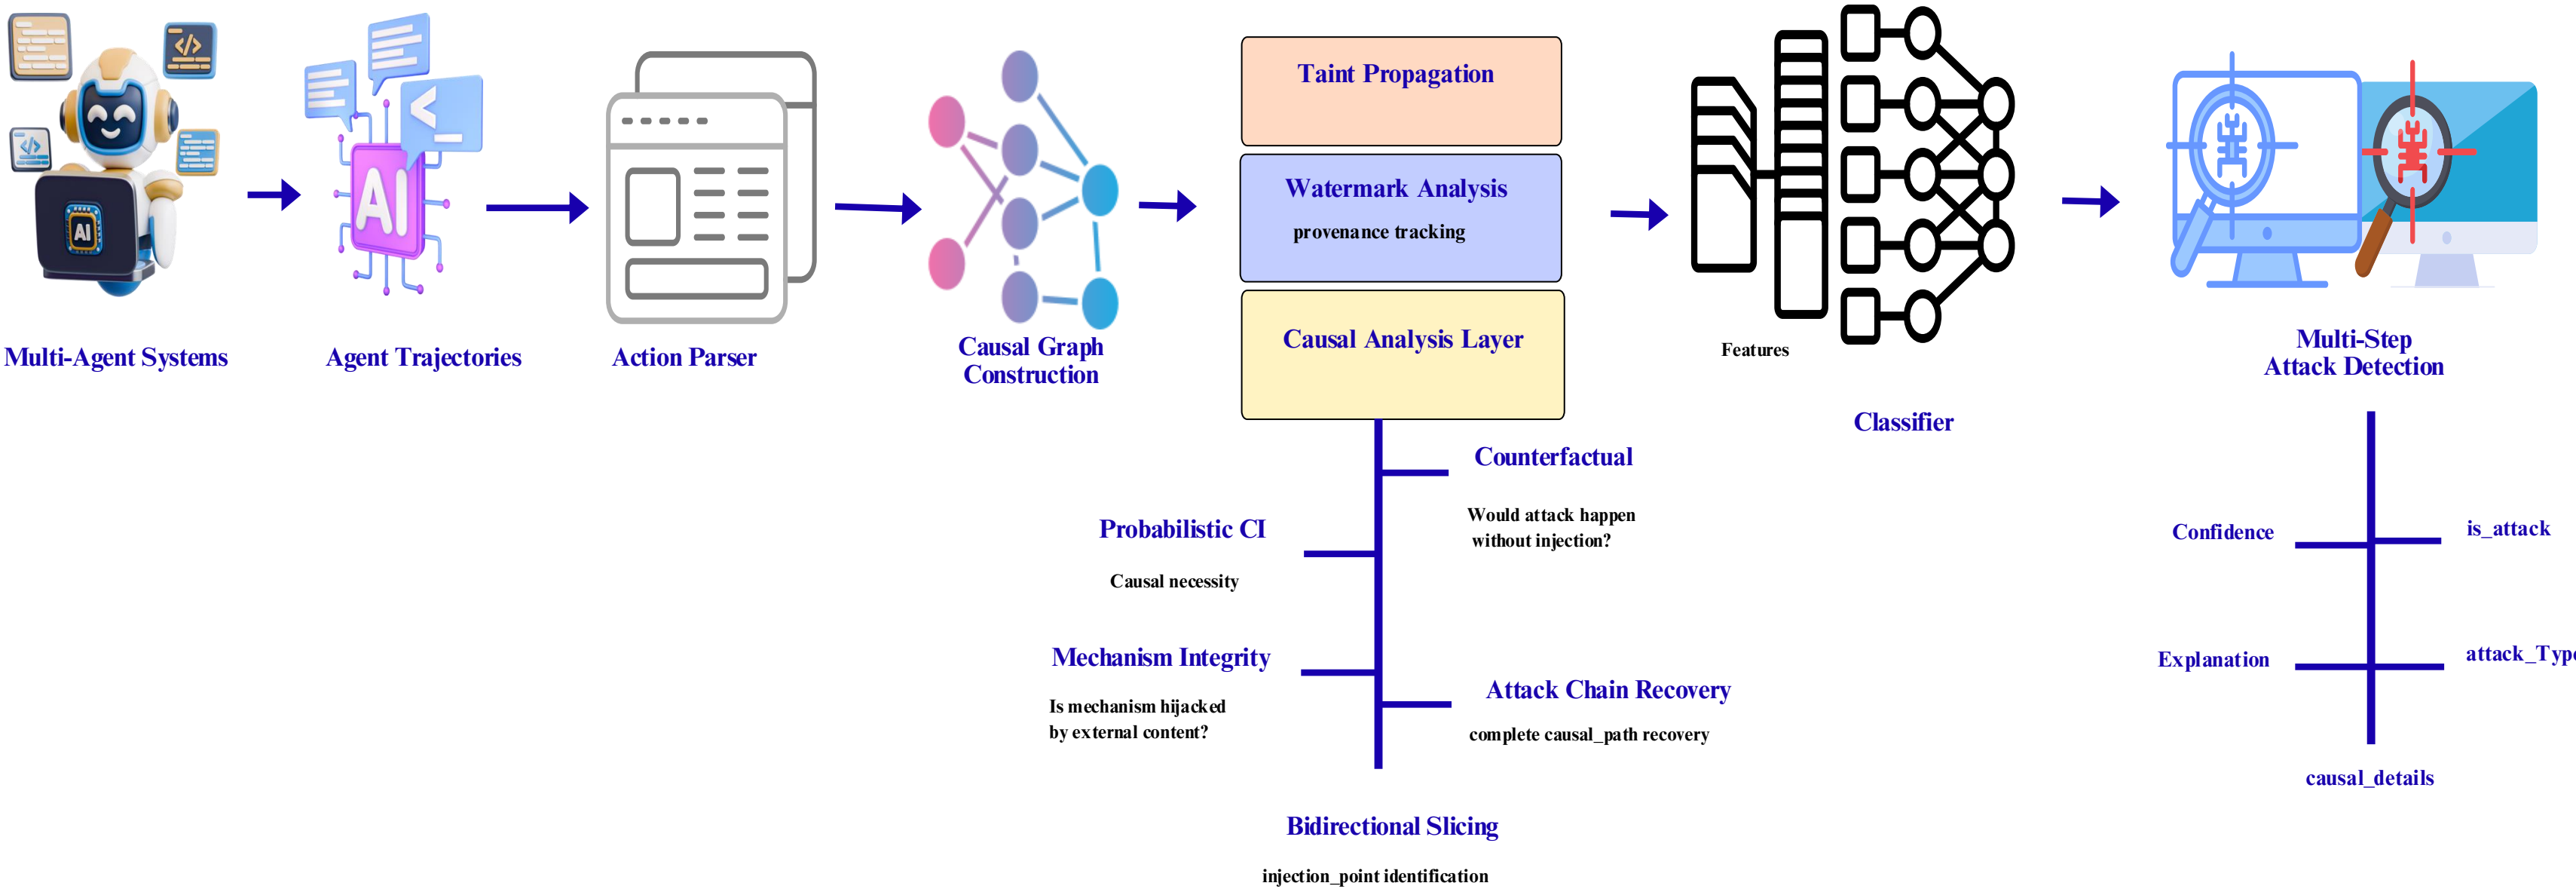 Multi-Agent Systems
Agent Trajectories
AI
AI
Action Parser
Causal Graph
Construction
Taint Propagation
Watermark Analysis
provenance tracking
Causal Analysis Layer
Features
Classifier
Multi-Step
Attack Detection
Counterfactual
Would attack happen
without injection?
Probabilistic CI
Causal necessity
Mechanism Integrity
Is mechanism hijacked
by external content?
Attack Chain Recovery
complete causal_path recovery
Bidirectional Slicing
injection_point identification
Confidence
is_attack
Explanation
attack_Type
causal_details